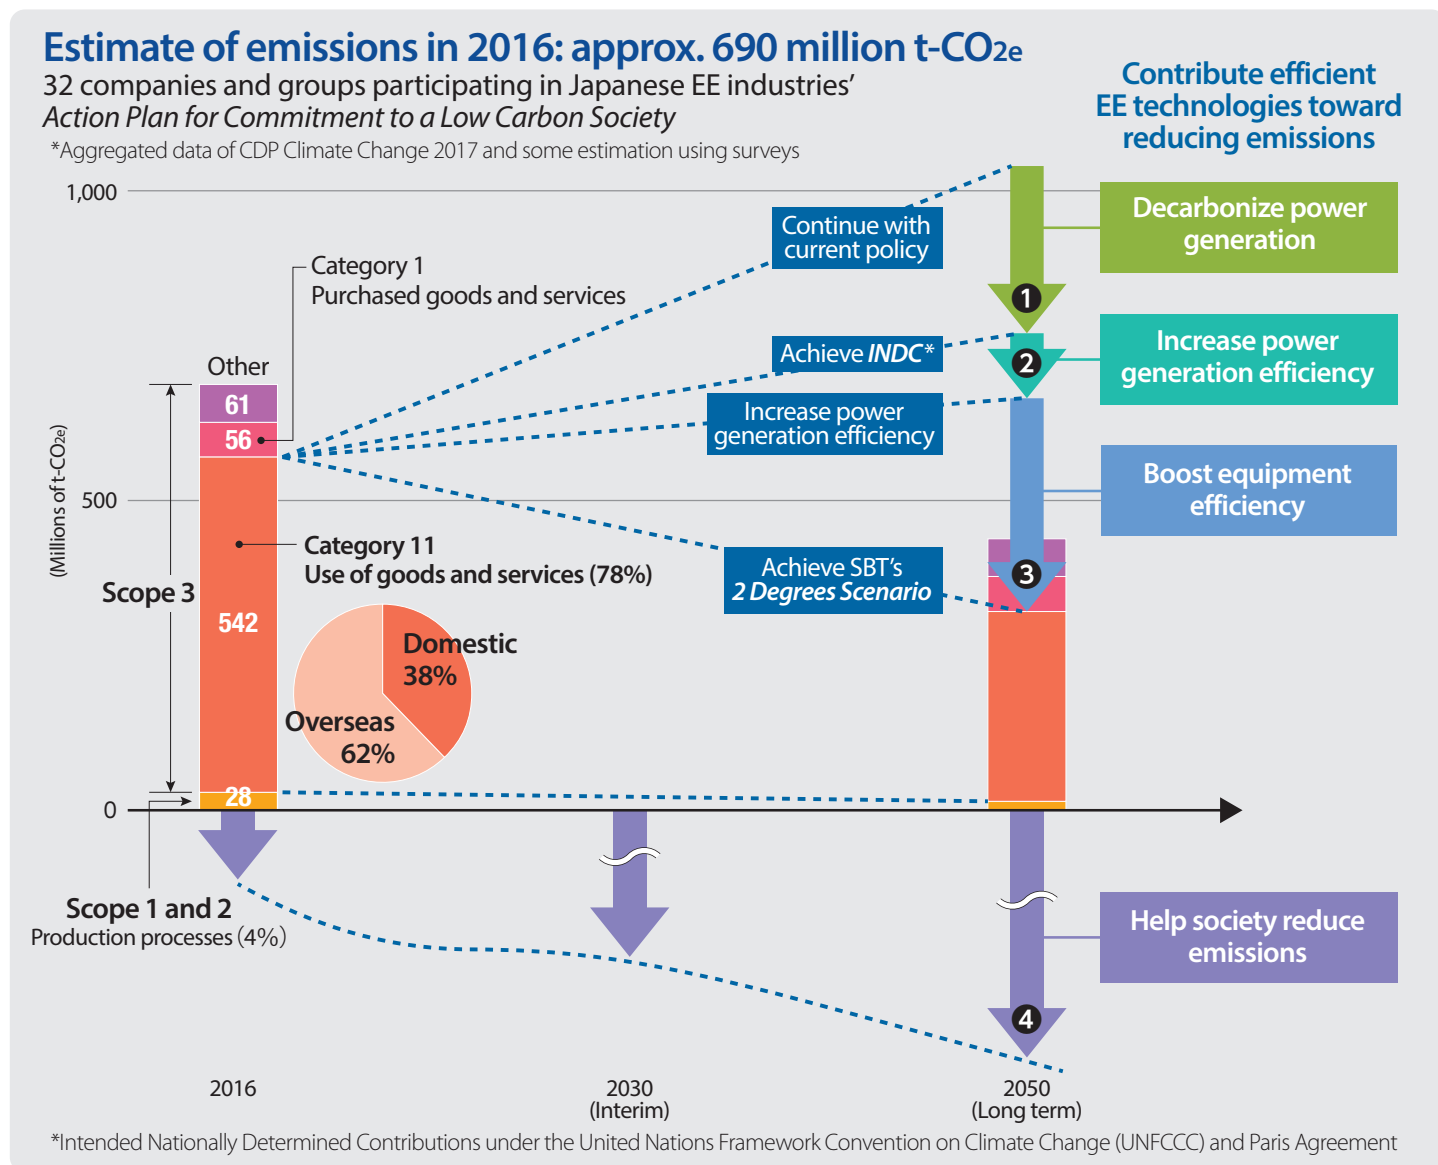 Estimate of emissions in 2016: approx. 690 million t-CO2e
32 companies and groups participating in Japanese EE industries’
Action Plan for Commitment to a Low Carbon Society
*Aggregated data of CDP Climate Change 2017 and some estimation using surveys
Contribute efficient
EE technologies toward
reducing emissions
1,000
500
0
(Millions of t-CO2e)
Continue with
current policy
Decarbonize power
generation
Category 1
Purchased goods and services
1
Achieve INDC*
2
Increase power
generation efficiency
Other
61
56
Increase power
generation efficiency
Boost equipment
efficiency
Category 11
Use of goods and services (78%)
Achieve SBT’s
2 Degrees Scenario
3
Scope 3
542
Domestic
38%
Overseas
62%
28
Scope 1 and 2
Production processes (4%)
Help society reduce
emissions
4
2016
2030
(Interim)
2050
(Long term)
*Intended Nationally Determined Contributions under the United Nations Framework Convention on Climate Change (UNFCCC) and Paris Agreement